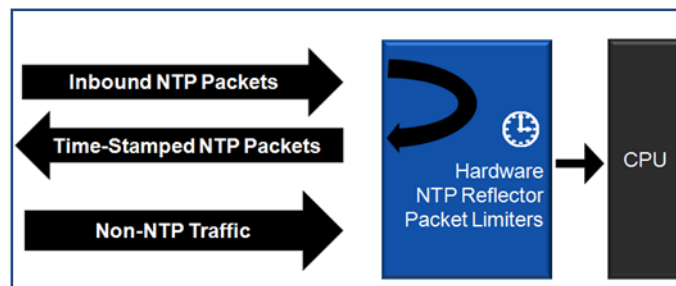 Inbound NTP Packets
Time-Stamped NTP Packets
Non-NTP Traffic
Hardware
NTP Reflector
Packet Limiters
CPU